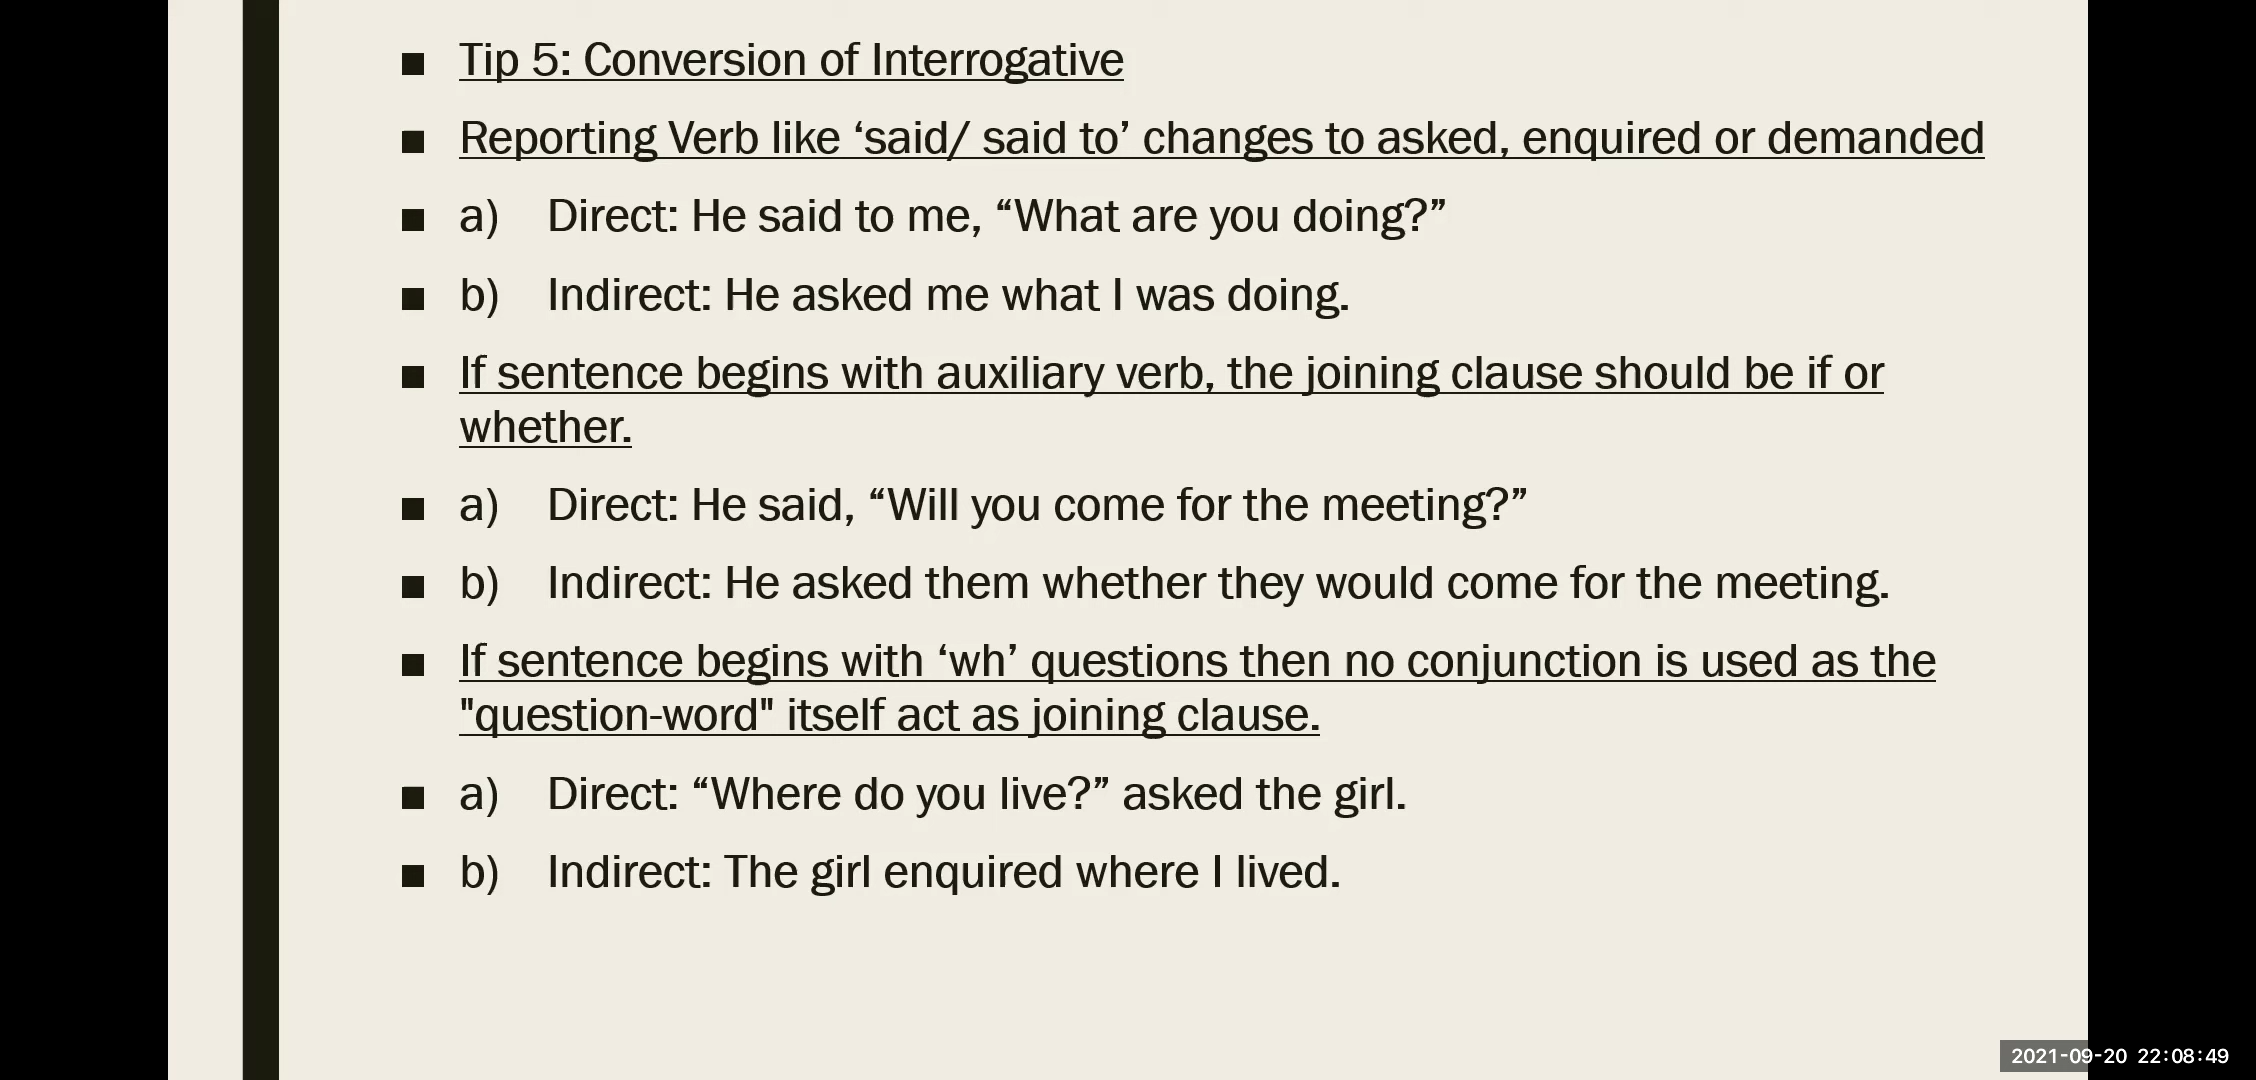 Tip 5: Conversion of Interrogative
Reporting Verb like ‘said/ said to’ changes to asked, enquired or demanded
a) Direct: He said to me, “What are you doing?”
b) Indirect: He asked me what I was doing.
If sentence begins with auxiliary verb, the joining clause should be if or
whether.
a) Direct: He said, “Will you come for the meeting?”
b) Indirect: He asked them whether they would come for the meeting.
If sentence begins with ‘wh’ questions then no conjunction is used as the
"question-word" itself act as joining clause.
a) Direct: “Where do you live?” asked the girl.
b) Indirect: The girl enquired where I lived.
2021-09-20 22:08:49